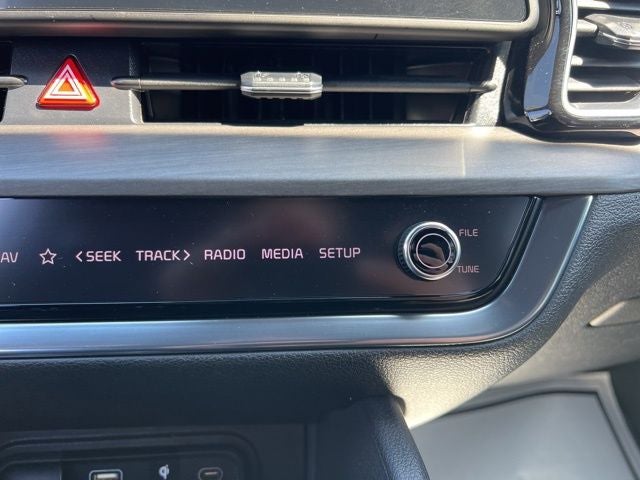 FILE
AV ☆ <SEEK TRACK> RADIO MEDIA SETUP
TUNE